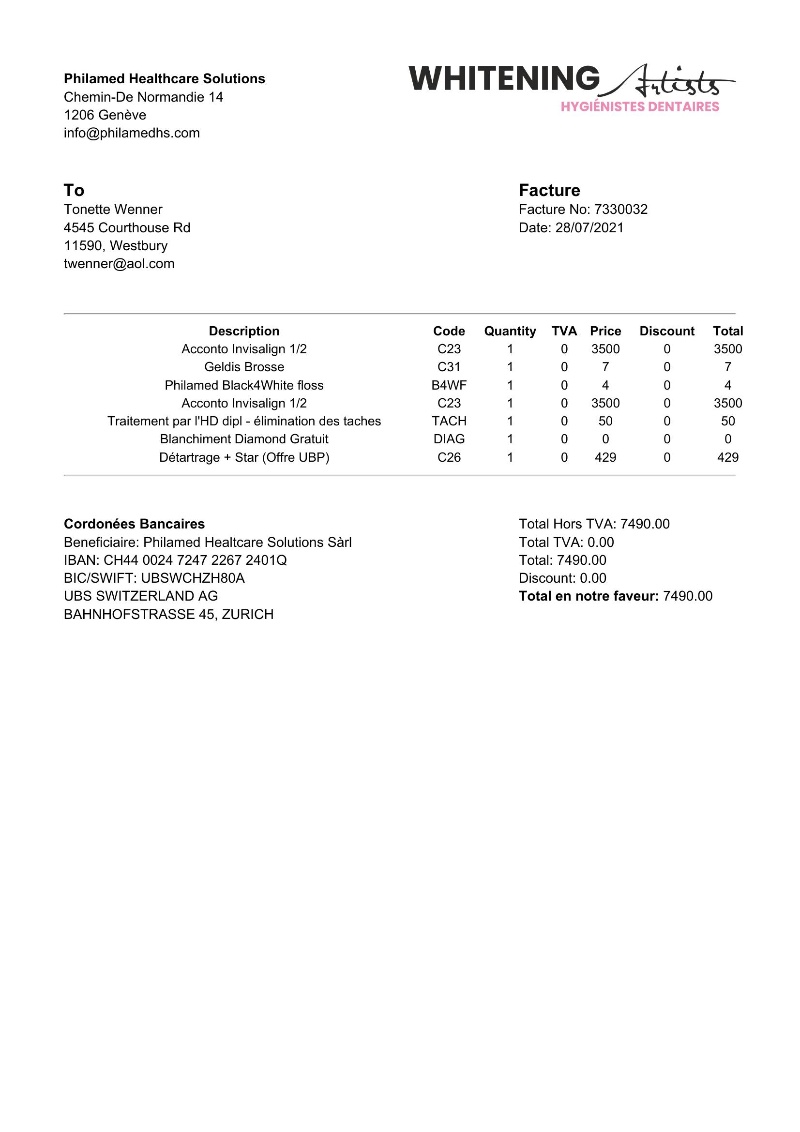 Philamed Healthcare Solutions
Chemin-De Normandie 14
1206 Genève
info@philamedhs.com
WHITENING Artists
HYGIÉNISTES DENTAIRES
To
Tonette Wenner
4545 Courthouse Rd
11590, Westbury
twenner@aol.com
Facture
Facture No: 7330032
Date: 28/07/2021
Description Code Quantity TVA Price Discount Total
Acconto Invisalign 1/2 C23 1 0 3500 0 3500
Geldis Brosse C31 1 0 7 0 7
Philamed Black4White floss B4WF 1 0 4 0 4
Acconto Invisalign 1/2 C23 1 0 3500 0 3500
Traitement par l'HD dipl - élimination des taches TACH 1 0 50 0 50
Blanchiment Diamond Gratuit DIAG 1 0 0 0 0
Détartrage + Star (Offre UBP) C26 1 0 429 0 429
Cordonées Bancaires
Beneficiaire: Philamed Healtcare Solutions Sàrl
IBAN: CH44 0024 7247 2267 2401Q
BIC/SWIFT: UBSWCHZH80A
UBS SWITZERLAND AG
BAHNHOFSTRASSE 45, ZURICH
Total Hors TVA: 7490.00
Total TVA: 0.00
Total: 7490.00
Discount: 0.00
Total en notre faveur: 7490.00